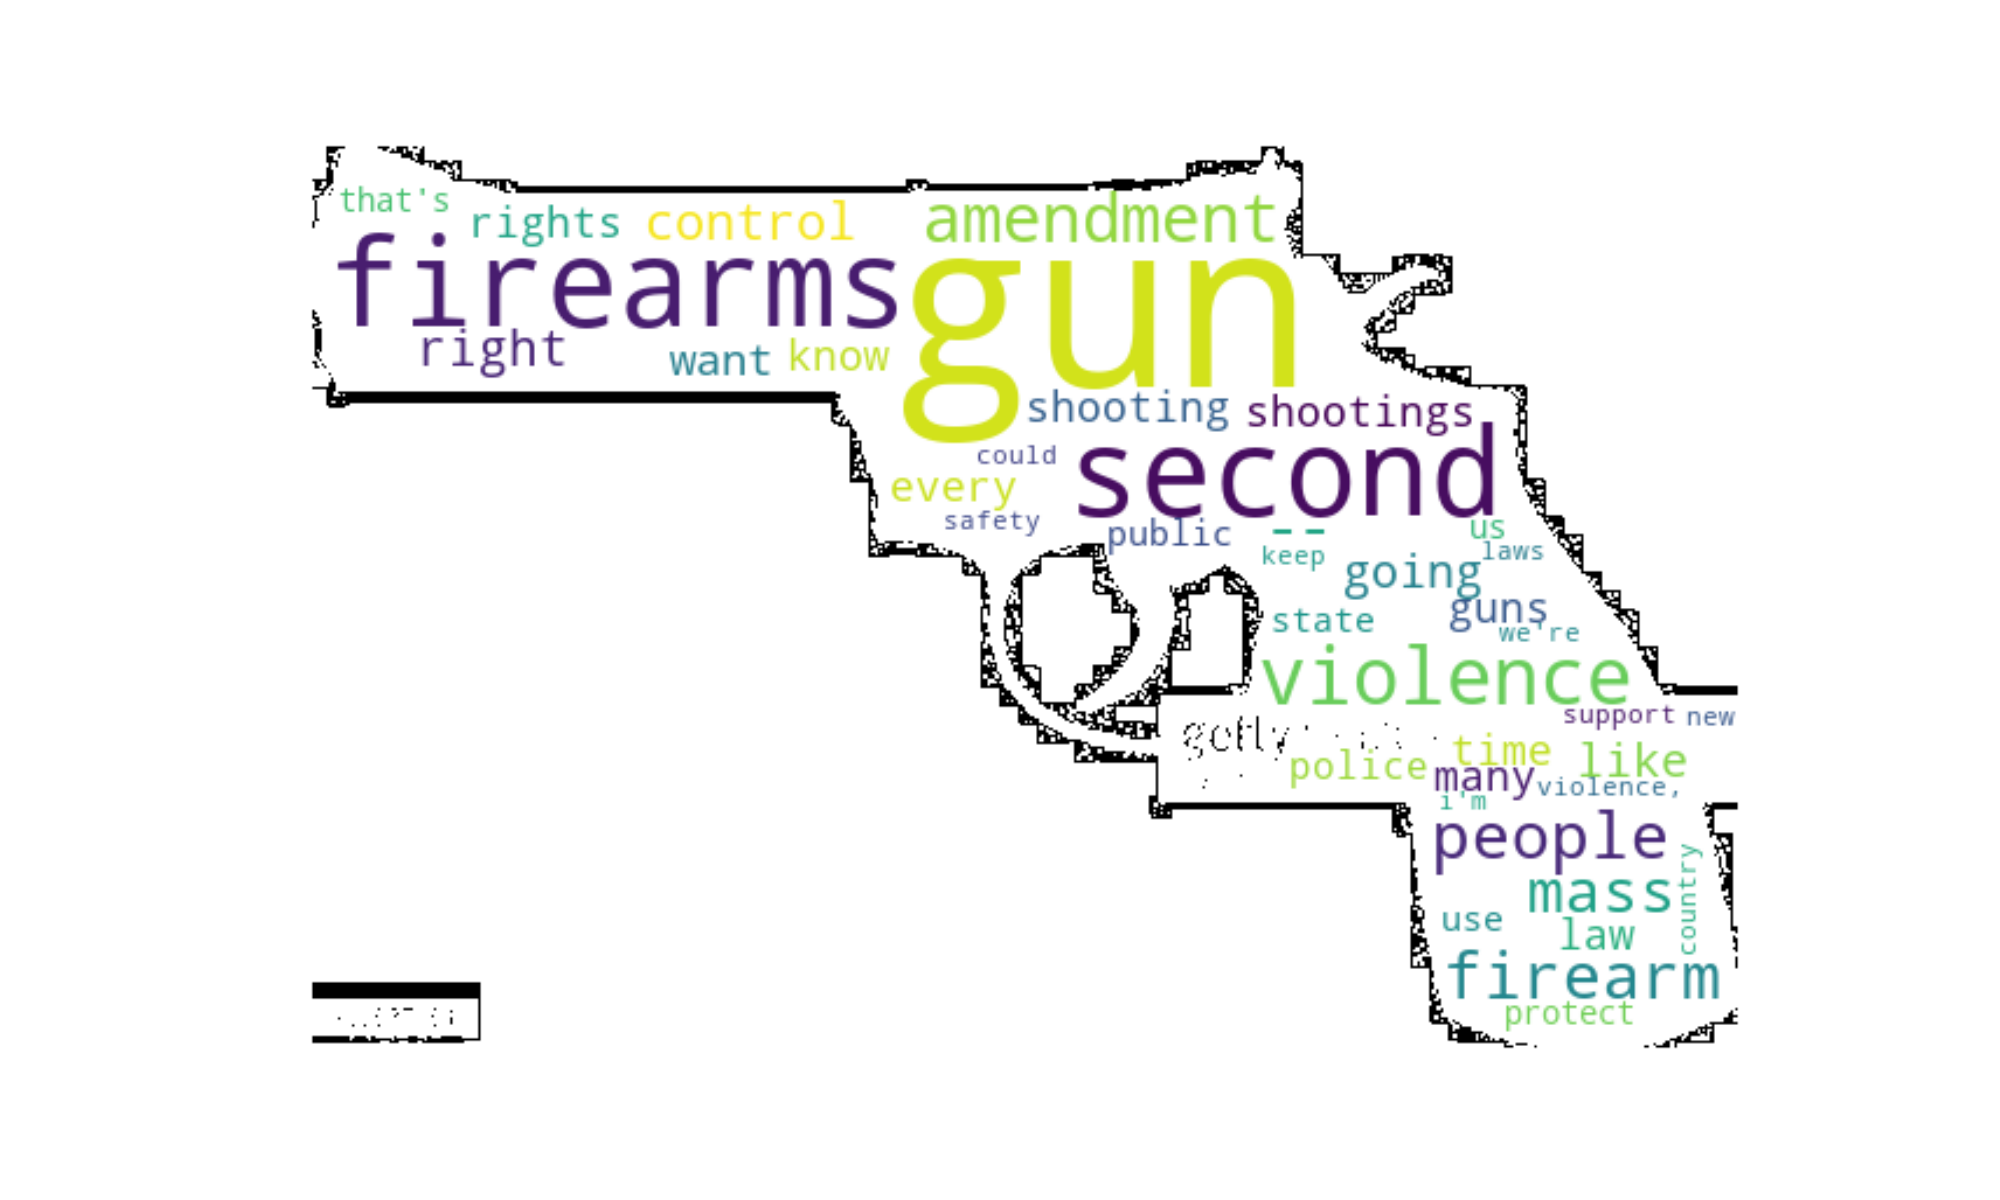 that's
rights control amendment
firearms gun
right want know
shooting shootings
could second
every
safety public -- us
keep going laws
state guns
we're
violence
support new
getty
police time like
many violence,
i'm
people
country
mass
use law
firearm
protect